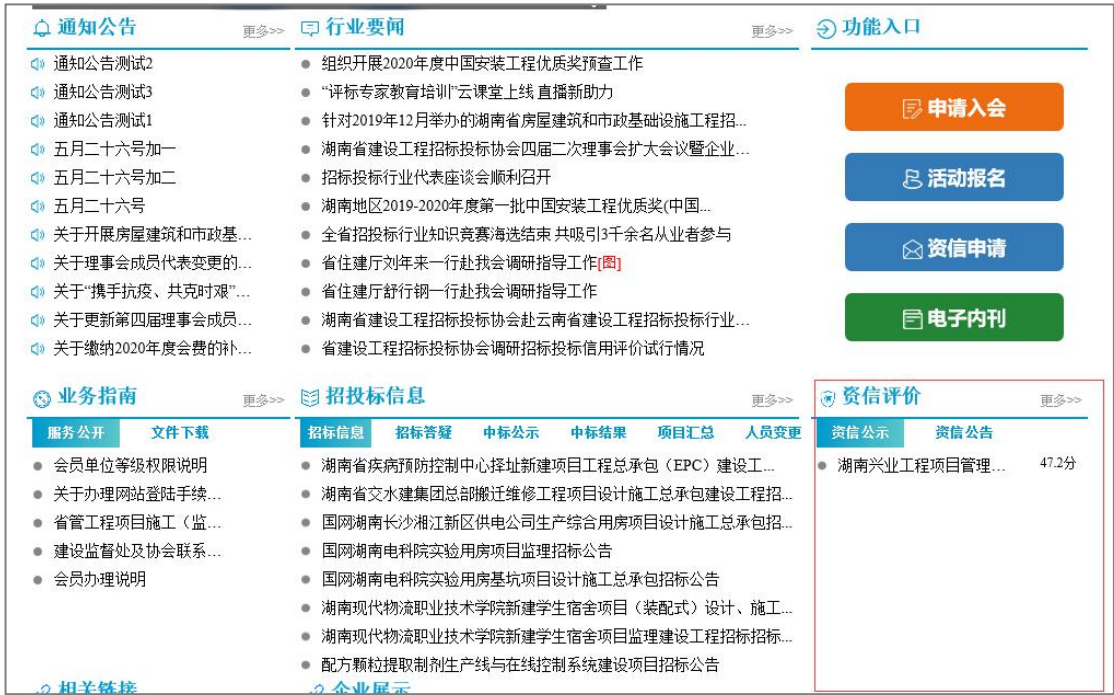 通知公告
更多>>
通知公告测试2
通知公告测试3
通知公告测试1
五月二十六号加一
五月二十六号加二
五月二十六号
关于开展房屋建筑和市政基…
关于理事会成员代表变更的…
关于“携手抗疫、共克时艰”…
关于更新第四届理事会成员…
关于缴纳2020年度会费的补…
行业要闻
更多>>
组织开展2020年度中国安装工程优质奖预查工作
“评标专家教育培训”云课堂上线 直播新助力
针对2019年12月举办的湖南省房屋建筑和市政基础设施工程招...
湖南省建设工程招标投标协会四届二次理事会扩大会议暨企业…
招标投标行业代表座谈会顺利召开
湖南地区2019-2020年度第一批中国安装工程优质奖(中国...
全省招投标行业知识竞赛海选结束 共吸引3千余名从业者参与
省住建厅刘年来一行赴我会调研指导工作[图]
省住建厅舒行钢一行赴我会调研指导工作
湖南省建设工程招标投标协会赴云南省建设工程招标投标行业…
省建设工程招标投标协会调研招标投标信用评价试行情况
功能入口
申请入会
活动报名
资信申请
电子内刊
业务指南
更多>>
服务公开 文件下载
会员单位等级权限说明
关于办理网站登陆手续…
省管工程项目施工（监…
建设监督处及协会联系…
会员办理说明
招投标信息
更多>>
招标信息 招标答疑 中标公示 中标结果 项目汇总 人员变更
湖南省疾病预防控制中心择址新建项目工程总承包（EPC）建设工...
湖南省交水建集团总部搬迁维修工程项目设计施工总承包建设工程招...
国网湖南长沙湘江新区供电公司生产综合用房项目设计施工总承包招...
国网湖南电科院实验用房项目监理招标公告
国网湖南电科院实验用房基坑项目设计施工总承包招标公告
湖南现代物流职业技术学院新建学生宿舍项目（装配式）设计、施工...
湖南现代物流职业技术学院新建学生宿舍项目监理建设工程招标招标...
配方颗粒提取制剂生产线与在线控制系统建设项目招标公告
资信评价
更多>>
资信公示 资信公告
湖南兴业工程项目管理… 47.2分
相关链接
企业展示